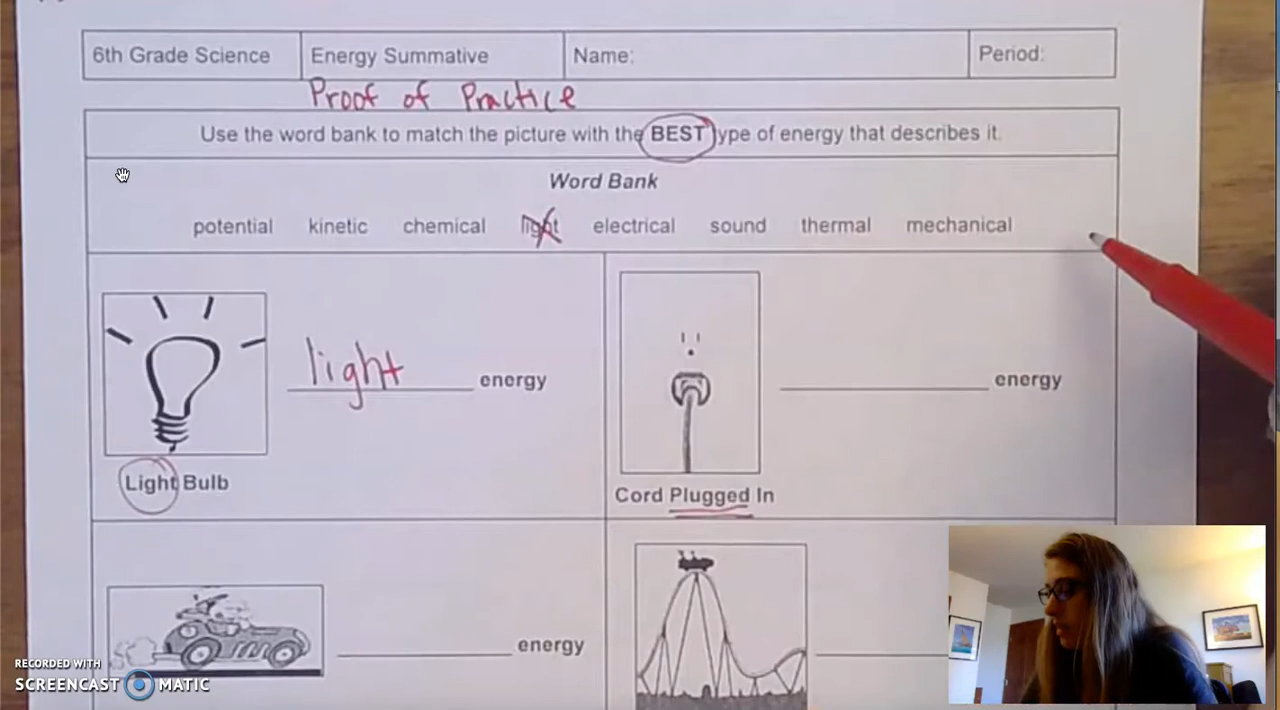 6th Grade Science Energy Summative Name: Period:
Proof of Practice
Use the word bank to match the picture with the BEST type of energy that describes it.
Word Bank
potential kinetic chemical light electrical sound thermal mechanical
light energy
energy
Light Bulb
Cord Plugged In
energy
RECORDED WITH
SCREENCAST MATIC